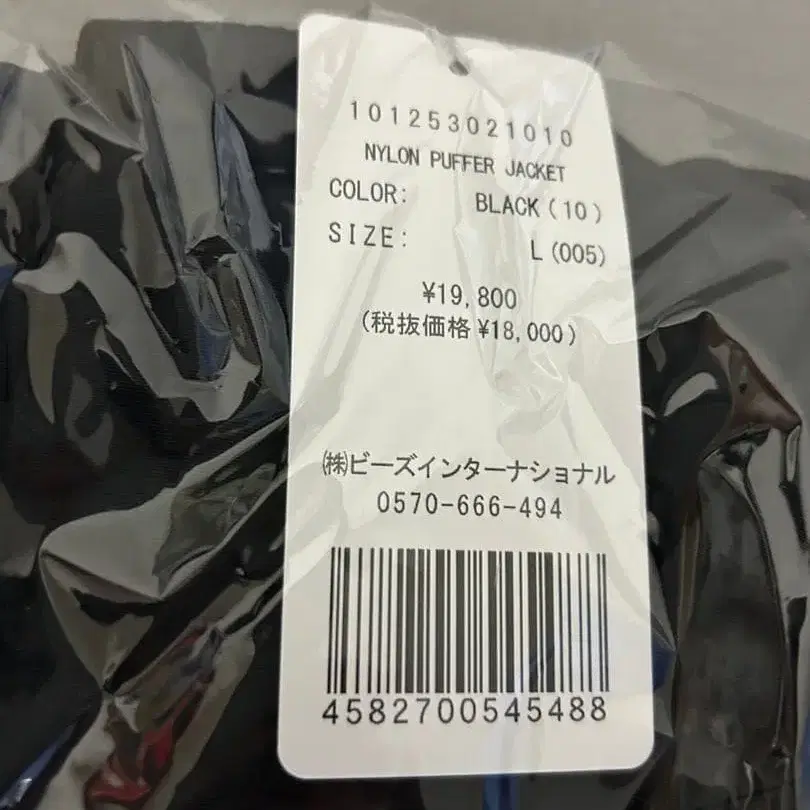 101253021010
NYLON PUFFER JACKET
COLOR: BLACK(10)
SIZE: L(005)
¥19,800
(税抜価格¥18,000)
㈱ビーズインターナショナル
0570-666-494
4582700545488